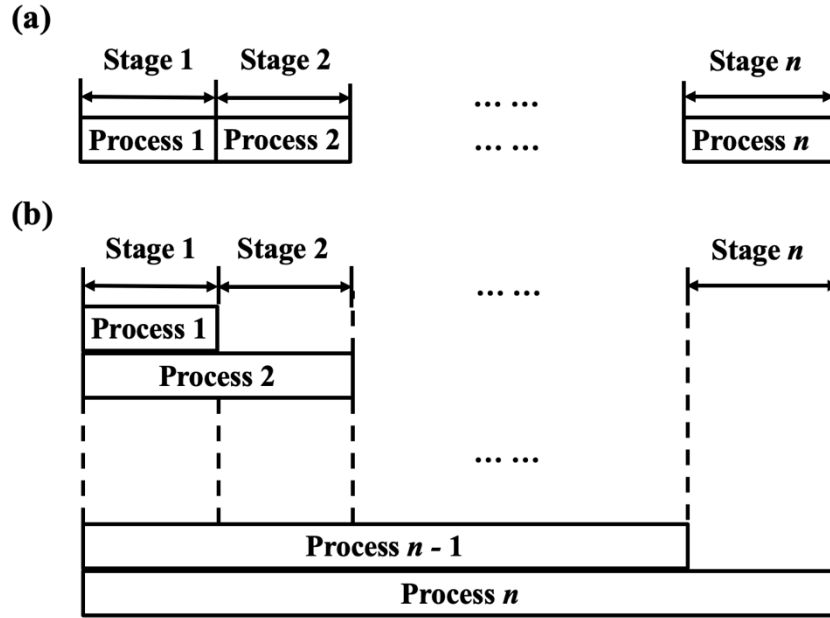 (a)
Stage 1 Stage 2 Stage n
... ...
Process 1 Process 2 ... ... Process n
(b)
Stage 1 Stage 2 Stage n
... ...
Process 1
Process 2
... ...
Process n - 1
Process n